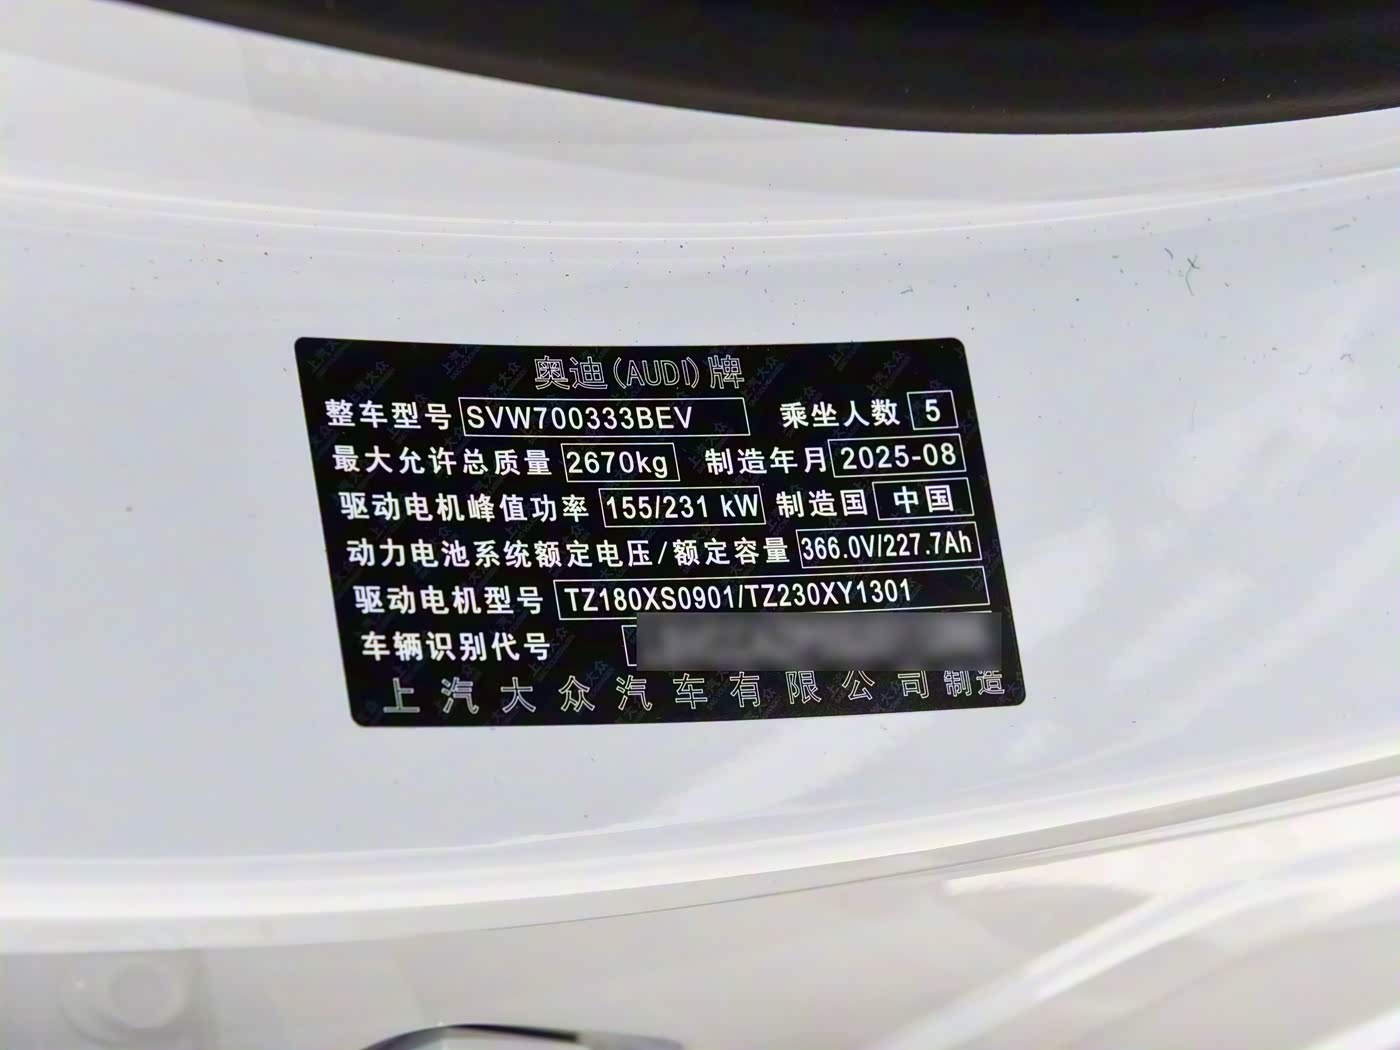 奥迪(AUDI)牌
整车型号 SVW700333BEV 乘坐人数 5
最大允许总质量 2670kg 制造年月 2025-08
驱动电机峰值功率 155/231 kW 制造国 中国
动力电池系统额定电压/额定容量 366.0V/227.7Ah
驱动电机型号 TZ180XS0901/TZ230XY1301
车辆识别代号
上汽大众汽车有限公司制造